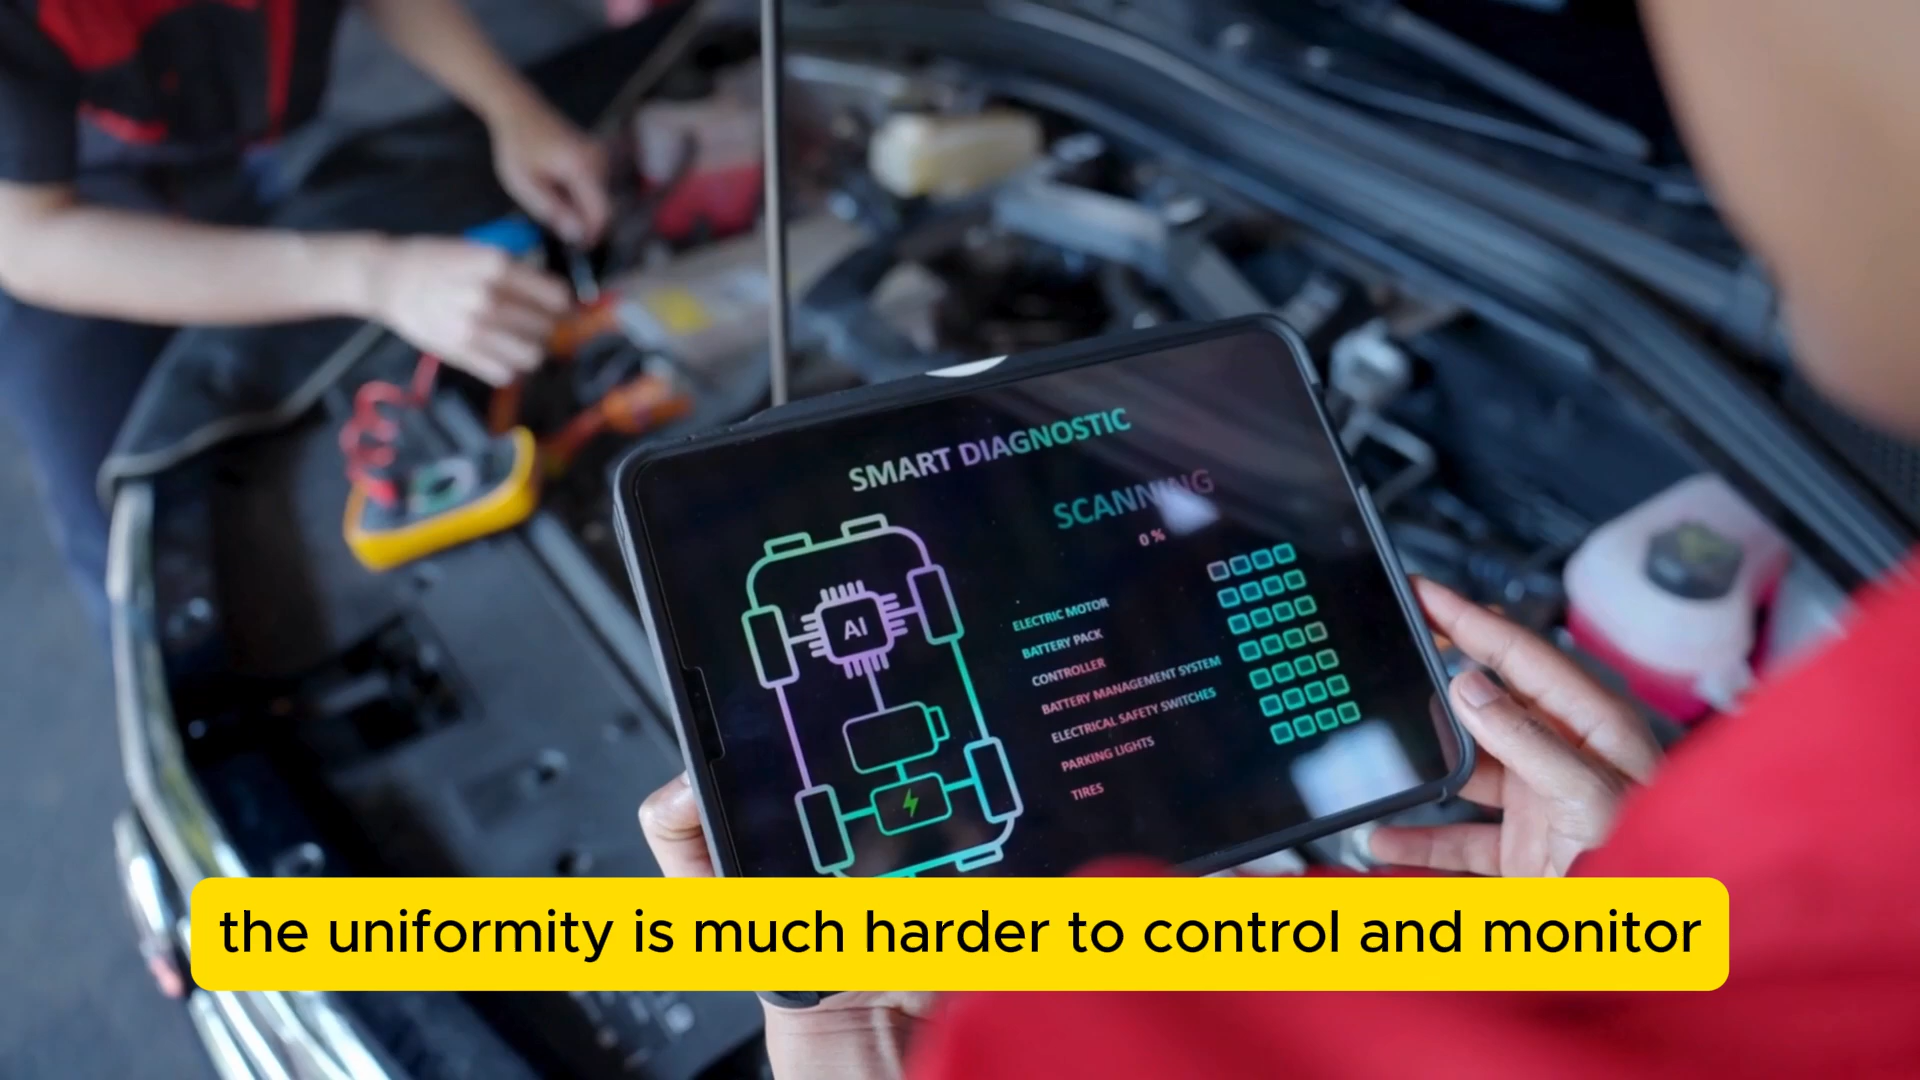 SMART DIAGNOSTIC
SCANNING
0 %
AI
ELECTRIC MOTOR
BATTERY PACK
CONTROLLER
BATTERY MANAGEMENT SYSTEM
ELECTRICAL SAFETY SWITCHES
PARKING LIGHTS
TIRES
the uniformity is much harder to control and monitor